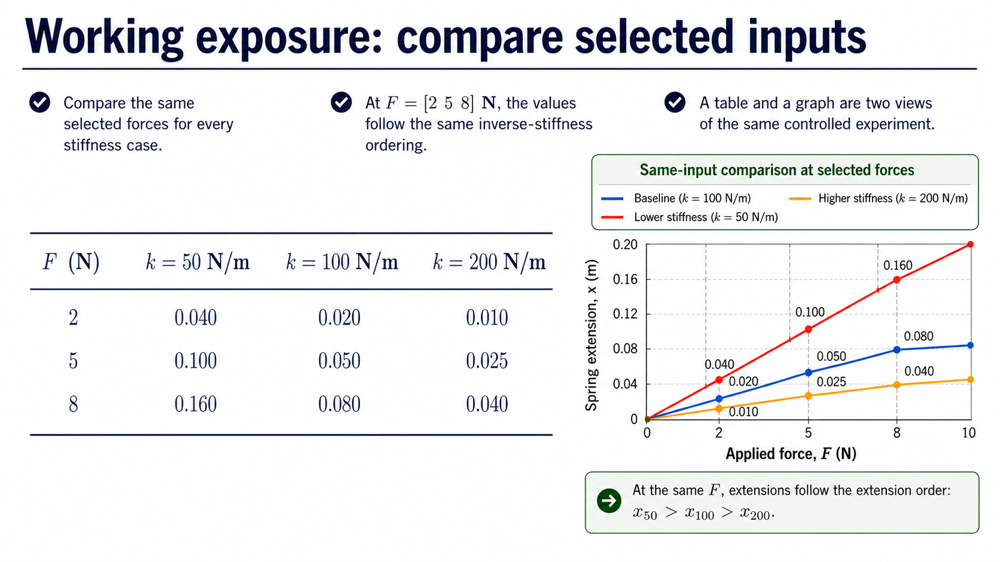 Working exposure: compare selected inputs
Compare the same
selected forces for every
stiffness case.
At F = [2 5 8] N, the values
follow the same inverse-stiffness
ordering.
A table and a graph are two views
of the same controlled experiment.
F (N) k = 50 N/m k = 100 N/m k = 200 N/m
2 0.040 0.020 0.010
5 0.100 0.050 0.025
8 0.160 0.080 0.040
Same-input comparison at selected forces
Baseline (k = 100 N/m) Higher stiffness (k = 200 N/m)
Lower stiffness (k = 50 N/m)
Spring extension, x (m)
0.20
0.16
0.12
0.08
0.04
0
0.160
0.100
0.080
0.050
0.040
0.040
0.020
0.025
0.010
0 2 5 8 10
Applied force, F (N)
At the same F, extensions follow the extension order:
x₅₀ > x₁₀₀ > x₂₀₀.